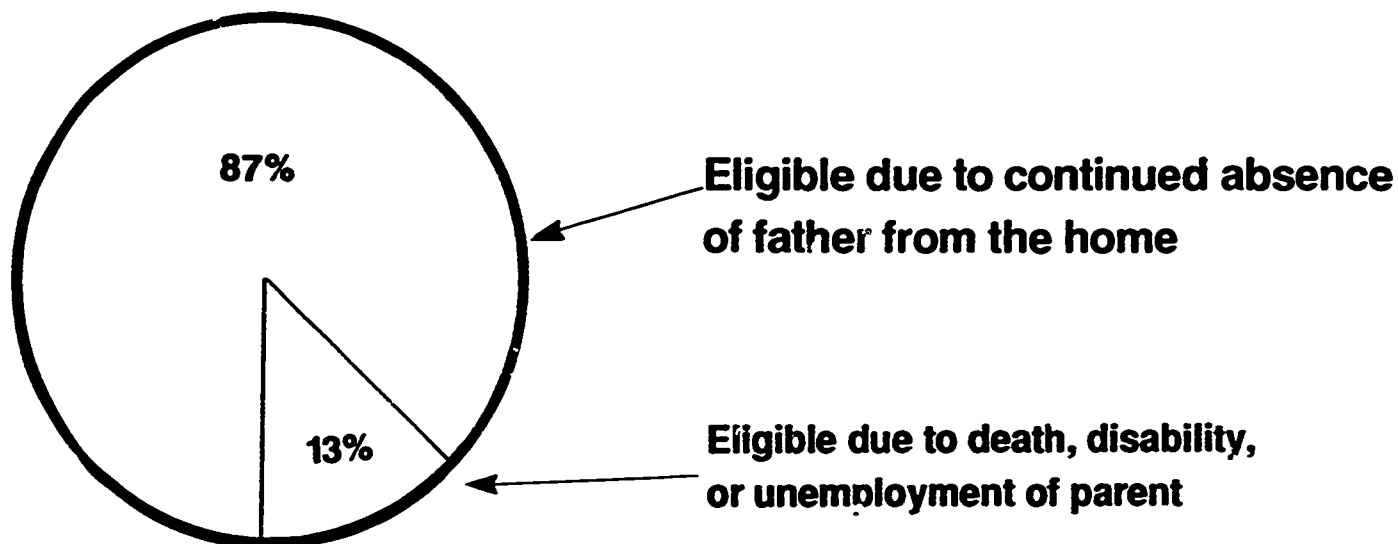 87%
Eligible due to continued absence
of father from the home
13%
Eligible due to death, disability,
or unemployment of parent